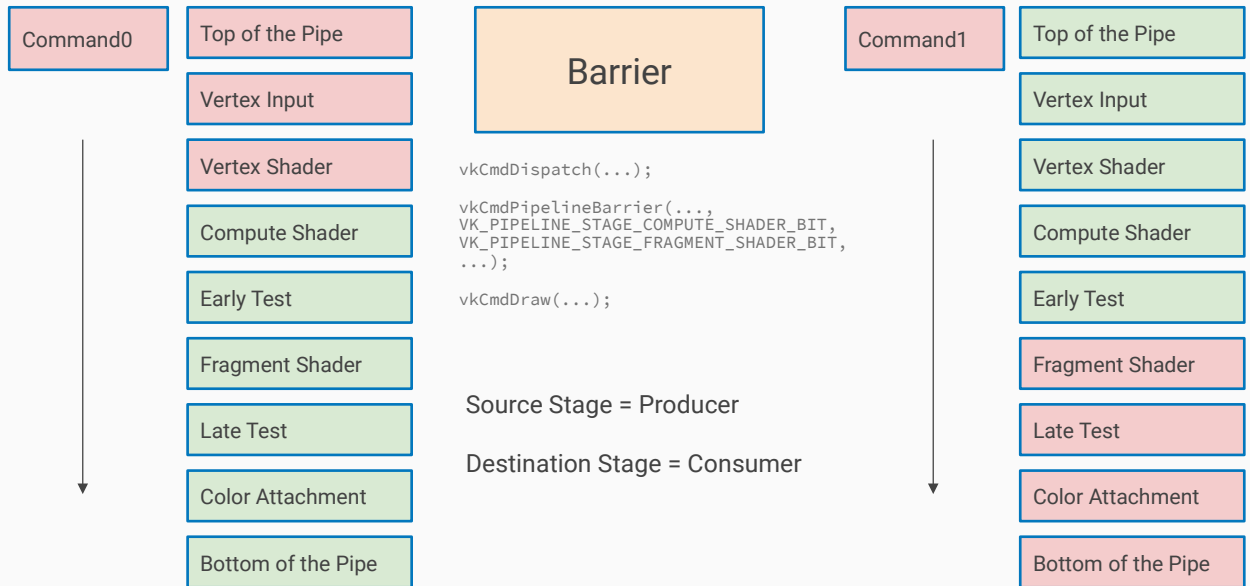 Command0
Top of the Pipe
Vertex Input
Vertex Shader
Compute Shader
Early Test
Fragment Shader
Late Test
Color Attachment
Bottom of the Pipe
Barrier
vkCmdDispatch(...);
vkCmdPipelineBarrier(...,
VK_PIPELINE_STAGE_COMPUTE_SHADER_BIT,
VK_PIPELINE_STAGE_FRAGMENT_SHADER_BIT,
...);
vkCmdDraw(...);
Source Stage = Producer
Destination Stage = Consumer
Command1
Top of the Pipe
Vertex Input
Vertex Shader
Compute Shader
Early Test
Fragment Shader
Late Test
Color Attachment
Bottom of the Pipe